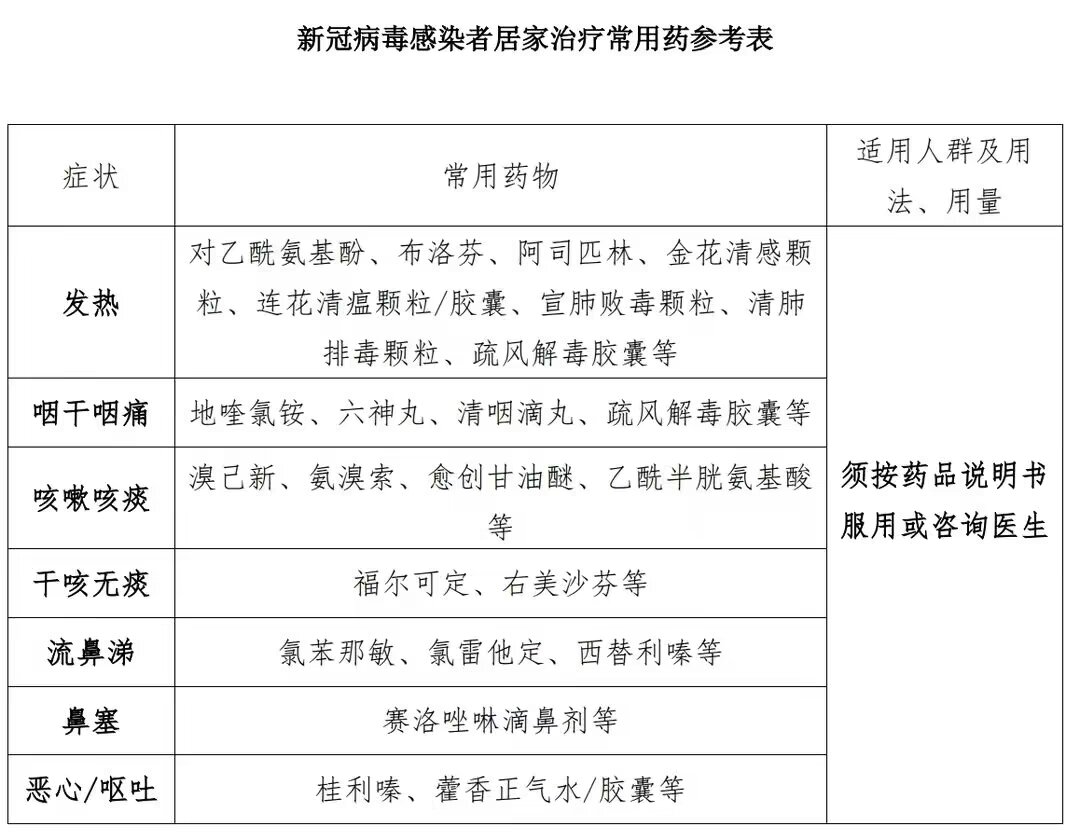 新冠病毒感染者居家治疗常用药参考表
症状
常用药物
适用人群及用
法、用量
发热
对乙酰氨基酚、布洛芬、阿司匹林、金花清感颗
粒、连花清瘟颗粒/胶囊、宣肺败毒颗粒、清肺
排毒颗粒、疏风解毒胶囊等
咽干咽痛
地喹氯铵、六神丸、清咽滴丸、疏风解毒胶囊等
咳嗽咳痰
溴己新、氨溴索、愈创甘油醚、乙酰半胱氨基酸
等
干咳无痰
福尔可定、右美沙芬等
流鼻涕
氯苯那敏、氯雷他定、西替利嗪等
鼻塞
赛洛唑啉滴鼻剂等
恶心/呕吐
桂利嗪、藿香正气水/胶囊等
须按药品说明书
服用或咨询医生